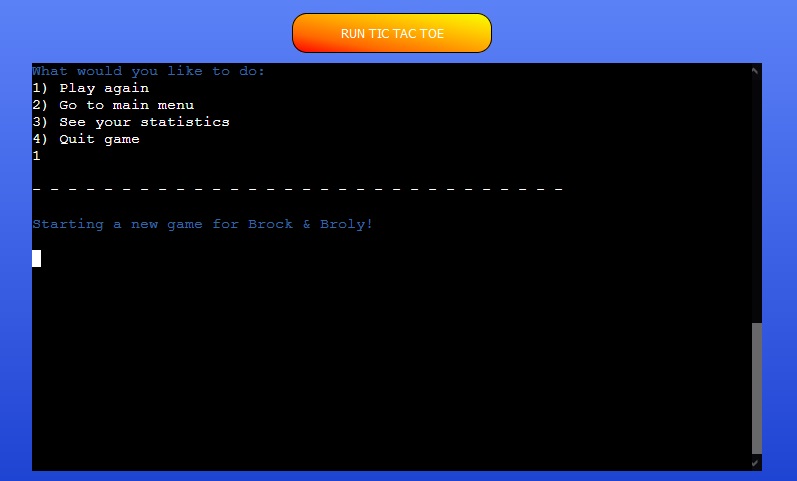 RUN TIC TAC TOE
What would you like to do:
1) Play again
2) Go to main menu
3) See your statistics
4) Quit game
1
_ _ _ _ _ _ _ _ _ _ _ _ _ _ _ _ _ _ _ _ _ _ _ _ _ _ _ _ _ _
Starting a new game for Brock & Broly!